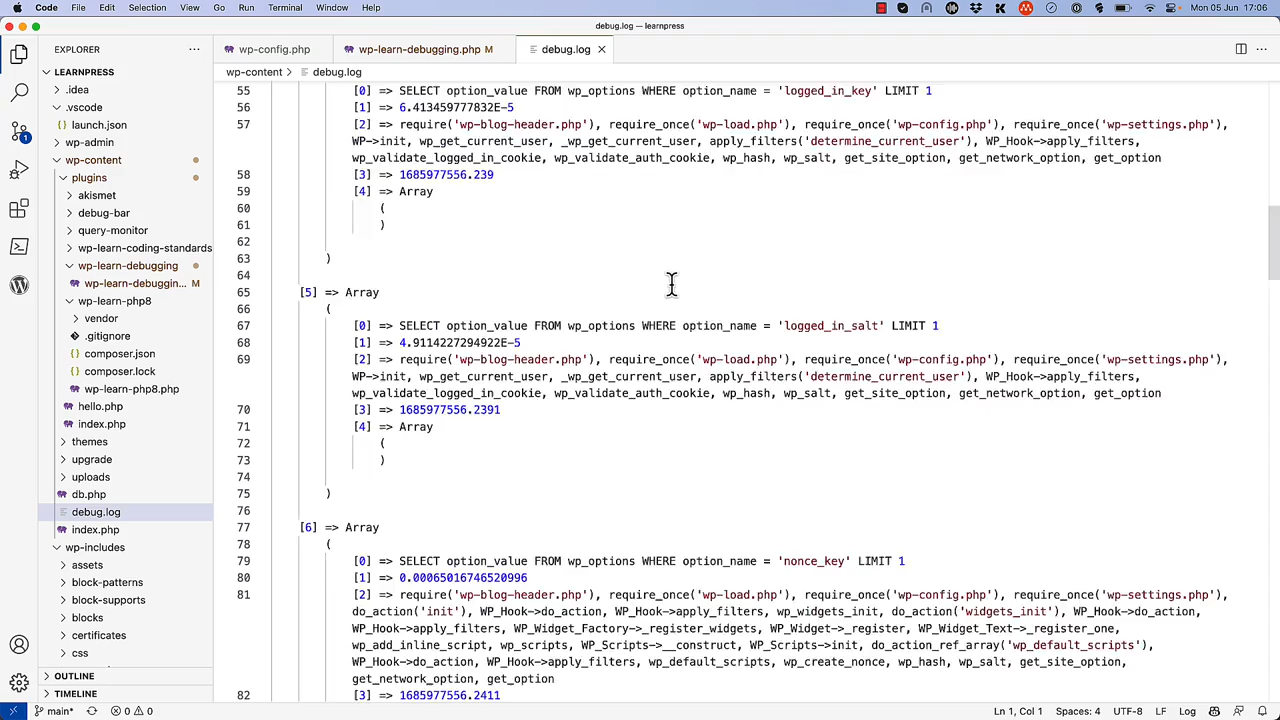 Code File Edit Selection View Go Run Terminal Window Help
Mon 05 Jun 17:06
debug.log — learnpress
EXPLORER
wp-config.php
wp-learn-debugging.php M
debug.log
LEARNPRESS
.idea
.vscode
launch.json
wp-admin
wp-content
plugins
akismet
debug-bar
query-monitor
wp-learn-coding-standards
wp-learn-debugging
wp-learn-debuggin... M
wp-learn-php8
vendor
.gitignore
composer.json
composer.lock
wp-learn-php8.php
hello.php
index.php
themes
upgrade
uploads
db.php
debug.log
index.php
wp-includes
assets
block-patterns
block-supports
blocks
certificates
css
OUTLINE
TIMELINE
wp-content > debug.log
55 [0] => SELECT option_value FROM wp_options WHERE option_name = 'logged_in_key' LIMIT 1
56 [1] => 6.413459777832E-5
57 [2] => require('wp-blog-header.php'), require_once('wp-load.php'), require_once('wp-config.php'), require_once('wp-settings.php'),
WP->init, wp_get_current_user, _wp_get_current_user, apply_filters('determine_current_user'), WP_Hook->apply_filters,
wp_validate_logged_in_cookie, wp_validate_auth_cookie, wp_hash, wp_salt, get_site_option, get_network_option, get_option
58 [3] => 1685977556.239
59 [4] => Array
60 (
61 )
62
63 )
64
65 [5] => Array
66 (
67 [0] => SELECT option_value FROM wp_options WHERE option_name = 'logged_in_salt' LIMIT 1
68 [1] => 4.9114227294922E-5
69 [2] => require('wp-blog-header.php'), require_once('wp-load.php'), require_once('wp-config.php'), require_once('wp-settings.php'),
WP->init, wp_get_current_user, _wp_get_current_user, apply_filters('determine_current_user'), WP_Hook->apply_filters,
wp_validate_logged_in_cookie, wp_validate_auth_cookie, wp_hash, wp_salt, get_site_option, get_network_option, get_option
70 [3] => 1685977556.2391
71 [4] => Array
72 (
73 )
74
75 )
76
77 [6] => Array
78 (
79 [0] => SELECT option_value FROM wp_options WHERE option_name = 'nonce_key' LIMIT 1
80 [1] => 0.00065016746520996
81 [2] => require('wp-blog-header.php'), require_once('wp-load.php'), require_once('wp-config.php'), require_once('wp-settings.php'),
do_action('init'), WP_Hook->do_action, WP_Hook->apply_filters, wp_widgets_init, do_action('widgets_init'), WP_Hook->do_action,
WP_Hook->apply_filters, WP_Widget_Factory->_register_widgets, WP_Widget->_register, WP_Widget_Text->_register_one,
wp_add_inline_script, wp_scripts, WP_Scripts->__construct, WP_Scripts->init, do_action_ref_array('wp_default_scripts'),
WP_Hook->do_action, WP_Hook->apply_filters, wp_default_scripts, wp_create_nonce, wp_hash, wp_salt, get_site_option,
get_network_option, get_option
82 [3] => 1685977556.2411
main* 0 0
Ln 1, Col 1 Spaces: 4 UTF-8 LF Log